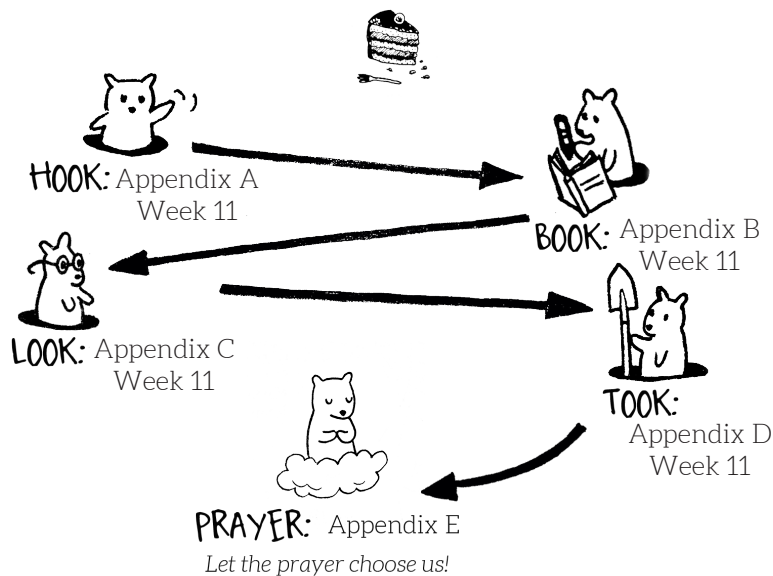 HOOK: Appendix A
Week 11
BOOK: Appendix B
Week 11
LOOK: Appendix C
Week 11
TOOK:
Appendix D
Week 11
PRAYER: Appendix E
Let the prayer choose us!